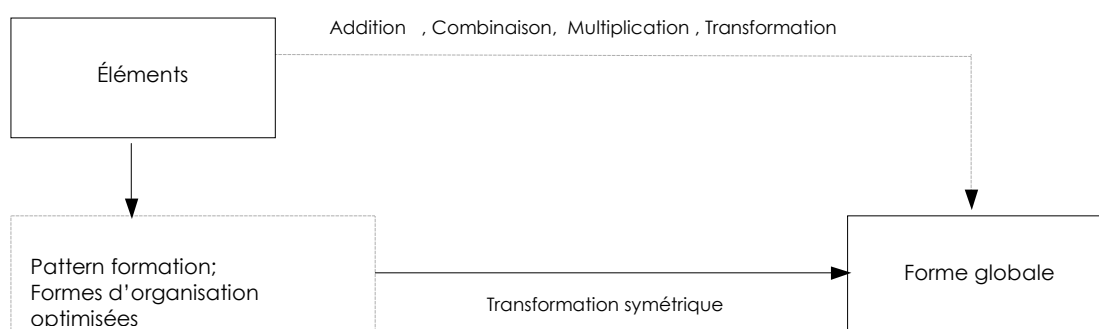 Addition , Combinaison, Multiplication , Transformation
Éléments
Pattern formation;
Formes d’organisation
optimisées
Transformation symétrique
Forme globale